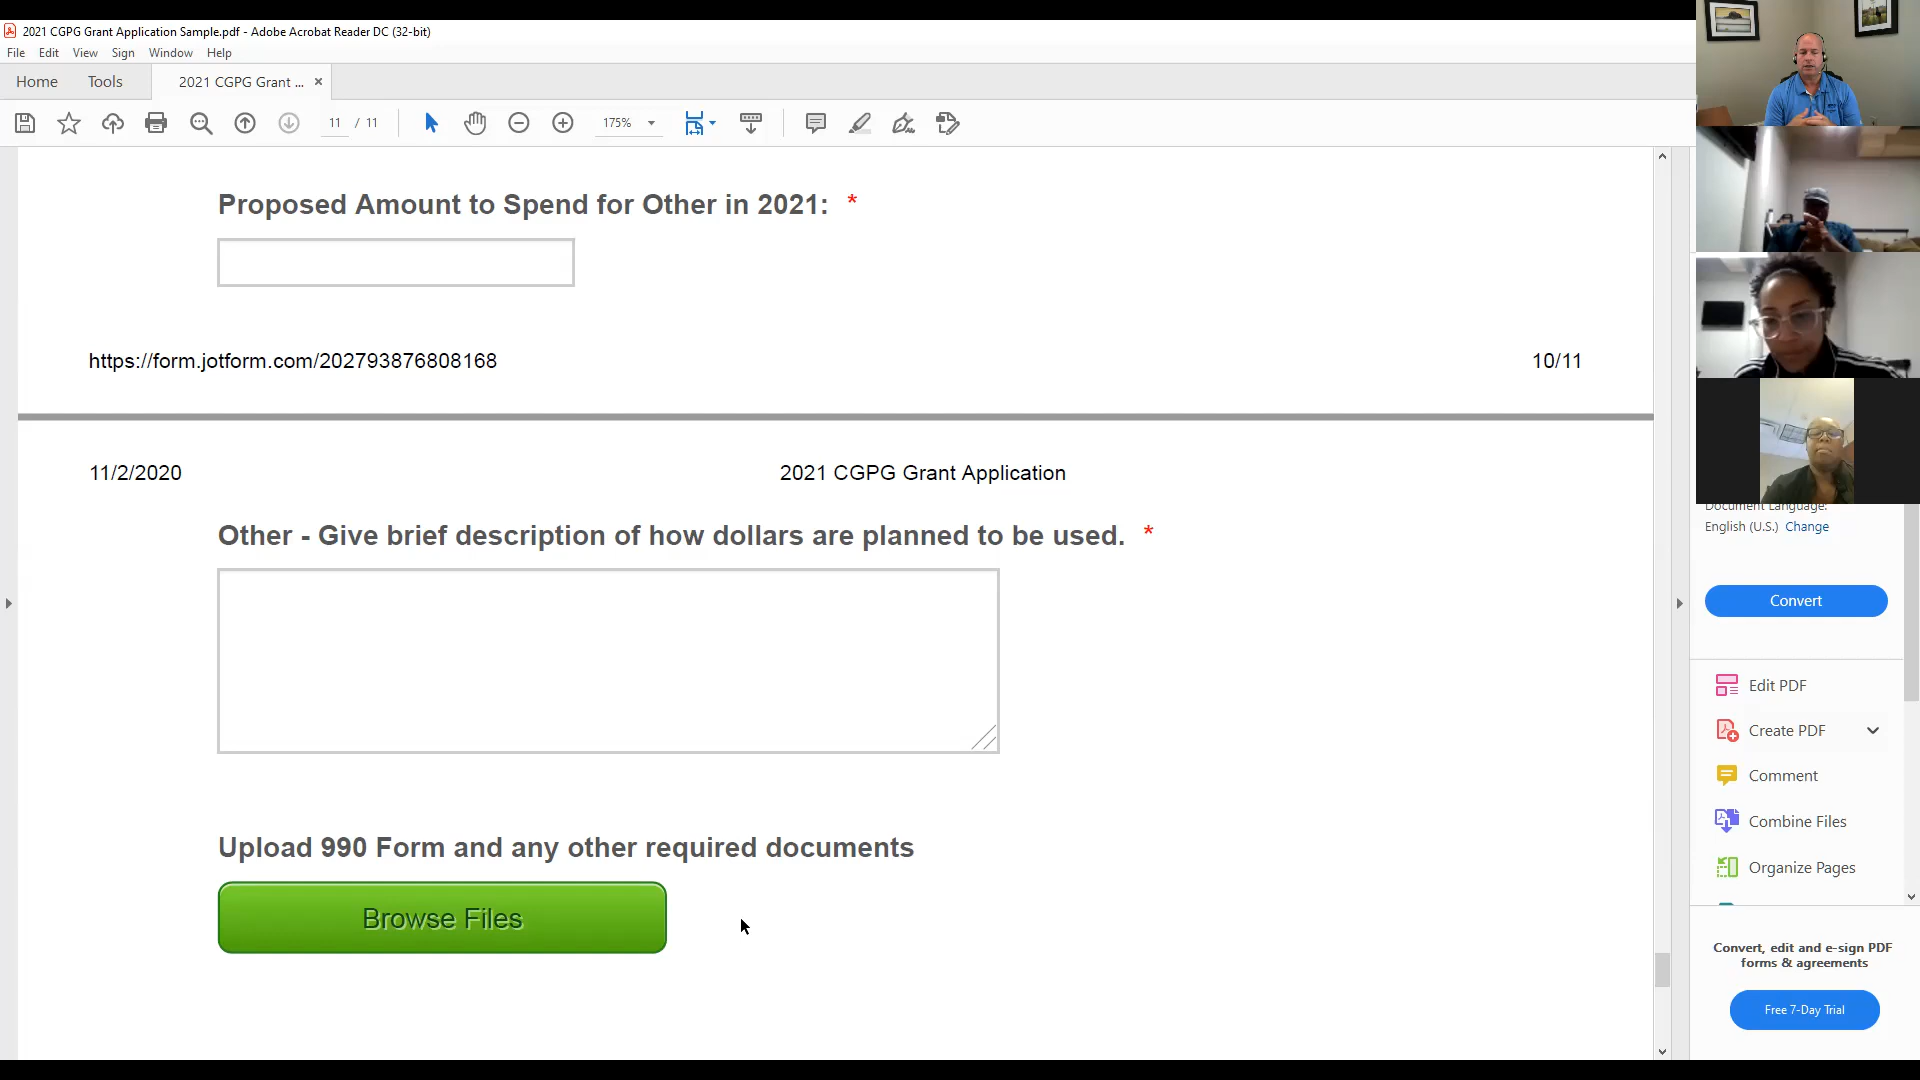 2021 CGPG Grant Application Sample.pdf - Adobe Acrobat Reader DC (32-bit)
File Edit View Sign Window Help
Home Tools 2021 CGPG Grant ... ×
11 / 11 175%
Proposed Amount to Spend for Other in 2021: *
https://form.jotform.com/202793876808168 10/11
11/2/2020 2021 CGPG Grant Application
Other - Give brief description of how dollars are planned to be used. *
Upload 990 Form and any other required documents
Browse Files
Document Language:
English (U.S.) Change
Convert
Edit PDF
Create PDF
Comment
Combine Files
Organize Pages
Convert, edit and e-sign PDF
forms & agreements
Free 7-Day Trial